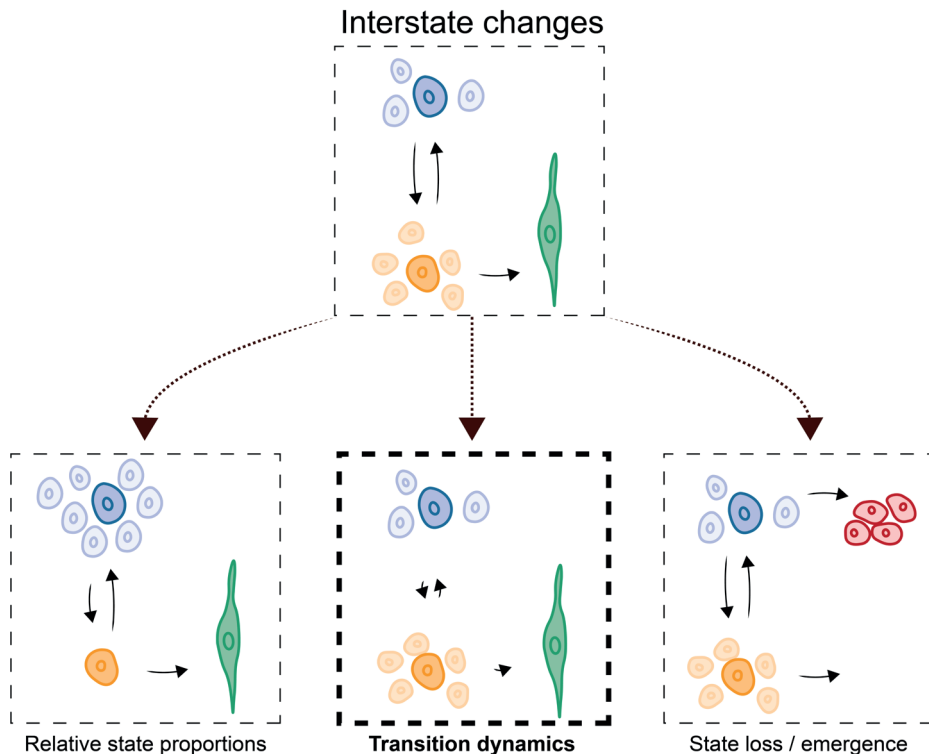 Interstate changes
Relative state proportions
Transition dynamics
State loss / emergence